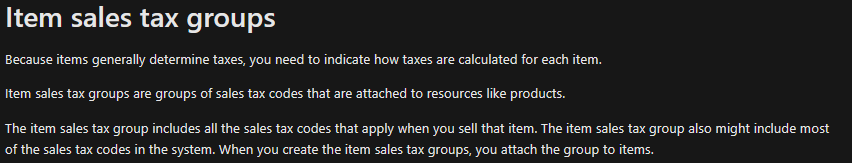 Item sales tax groups
Because items generally determine taxes, you need to indicate how taxes are calculated for each item.
Item sales tax groups are groups of sales tax codes that are attached to resources like products.
The item sales tax group includes all the sales tax codes that apply when you sell that item. The item sales tax group also might include most
of the sales tax codes in the system. When you create the item sales tax groups, you attach the group to items.